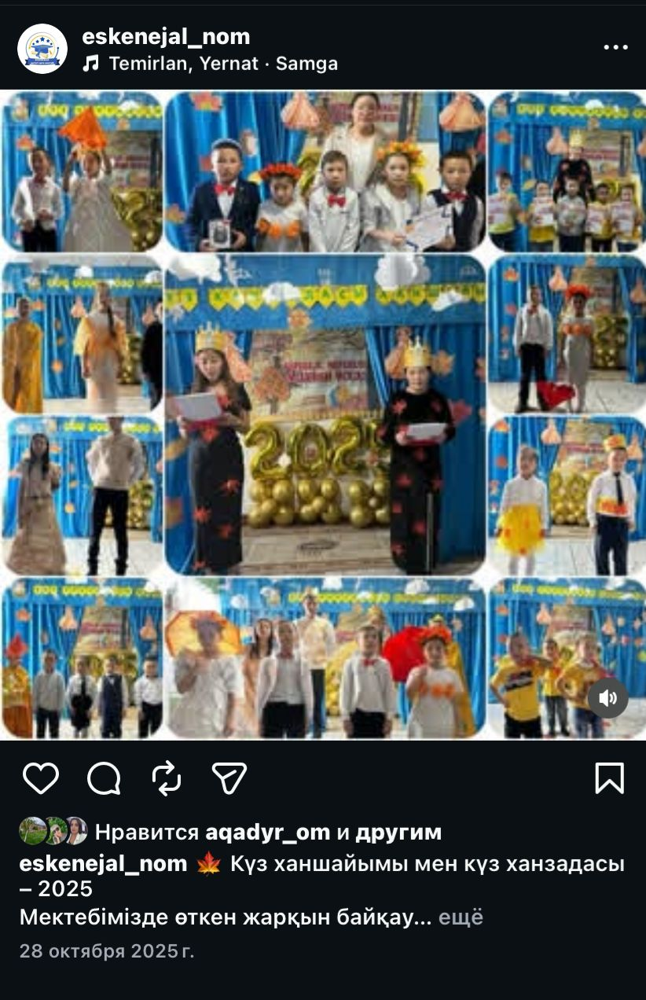 eskenejal_nom
Temirlan, Yernat · Samga
2025
Нравится aqadyr_om и другим
eskenejal_nom 🍁 Күз ханшайымы мен күз ханзадасы
– 2025
Мектебімізде өткен жарқын байқау... ещё
28 октября 2025 г.